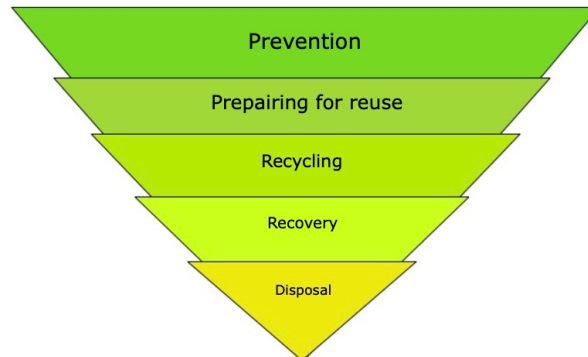 Prevention
Prepairing for reuse
Recycling
Recovery
Disposal